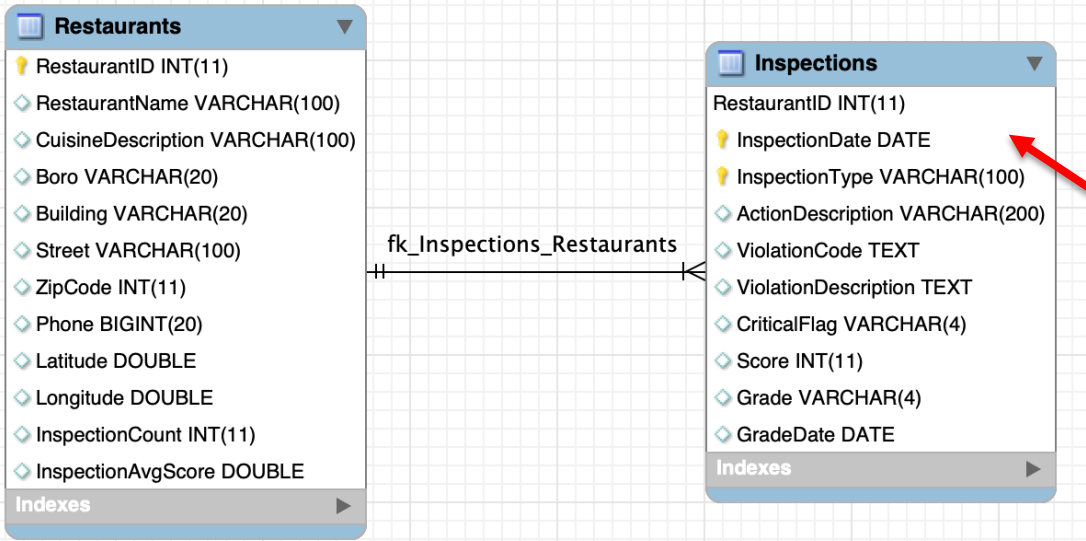 Restaurants
RestaurantID INT(11)
RestaurantName VARCHAR(100)
CuisineDescription VARCHAR(100)
Boro VARCHAR(20)
Building VARCHAR(20)
Street VARCHAR(100)
ZipCode INT(11)
Phone BIGINT(20)
Latitude DOUBLE
Longitude DOUBLE
InspectionCount INT(11)
InspectionAvgScore DOUBLE
Indexes
fk_Inspections_Restaurants
Inspections
RestaurantID INT(11)
InspectionDate DATE
InspectionType VARCHAR(100)
ActionDescription VARCHAR(200)
ViolationCode TEXT
ViolationDescription TEXT
CriticalFlag VARCHAR(4)
Score INT(11)
Grade VARCHAR(4)
GradeDate DATE
Indexes